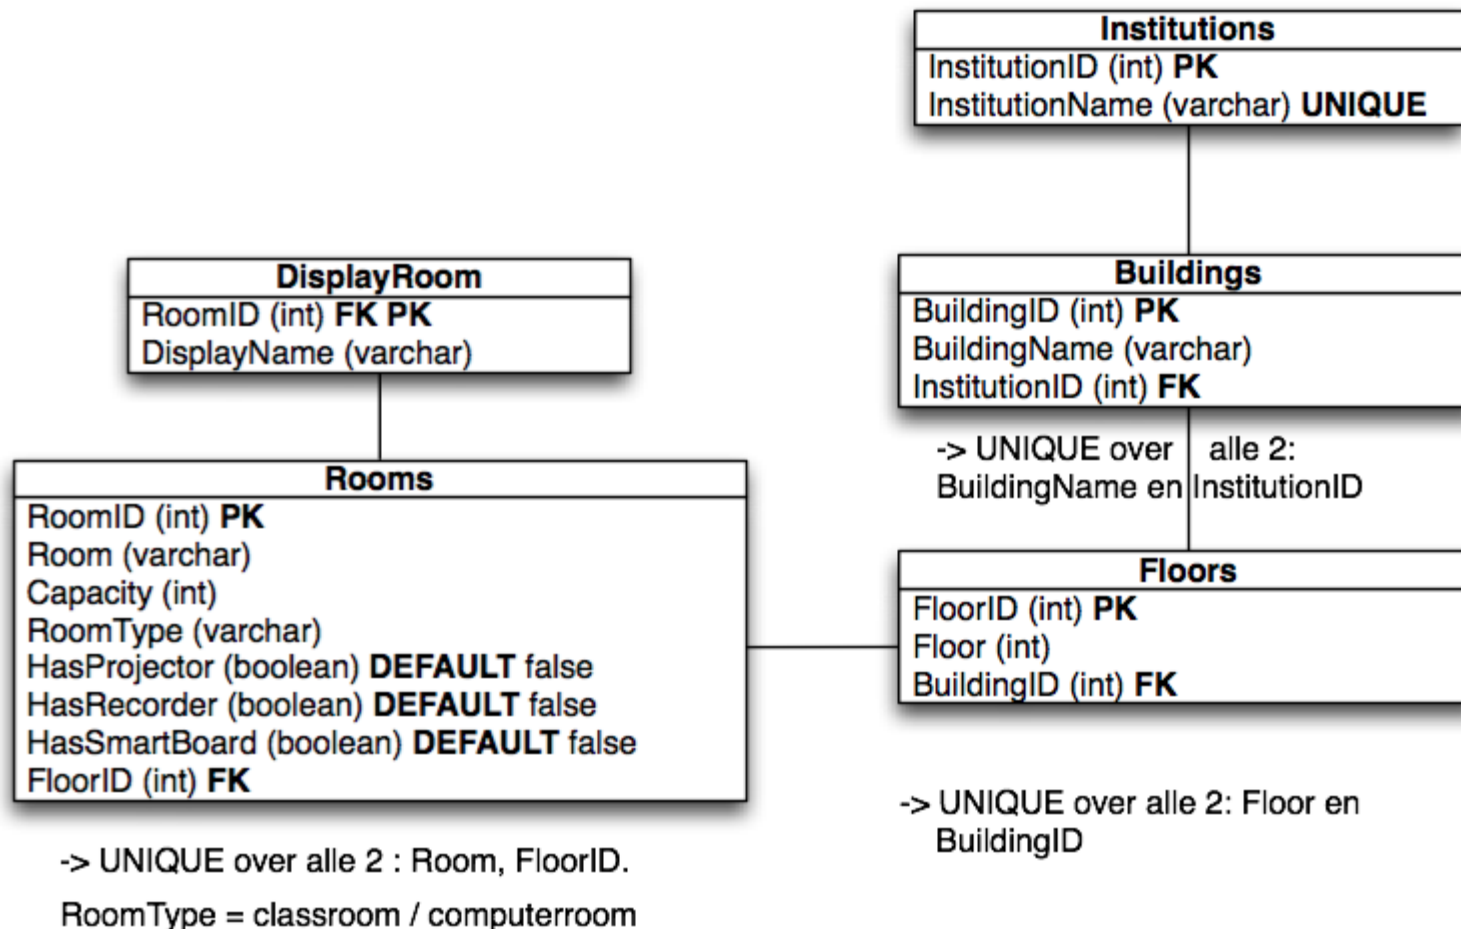 Institutions
InstitutionID (int) PK
InstitutionName (varchar) UNIQUE
DisplayRoom
RoomID (int) FK PK
DisplayName (varchar)
Buildings
BuildingID (int) PK
BuildingName (varchar)
InstitutionID (int) FK
-> UNIQUE over alle 2:
BuildingName en InstitutionID
Rooms
RoomID (int) PK
Room (varchar)
Capacity (int)
RoomType (varchar)
HasProjector (boolean) DEFAULT false
HasRecorder (boolean) DEFAULT false
HasSmartBoard (boolean) DEFAULT false
FloorID (int) FK
-> UNIQUE over alle 2 : Room, FloorID.
RoomType = classroom / computerroom
Floors
FloorID (int) PK
Floor (int)
BuildingID (int) FK
-> UNIQUE over alle 2: Floor en
BuildingID